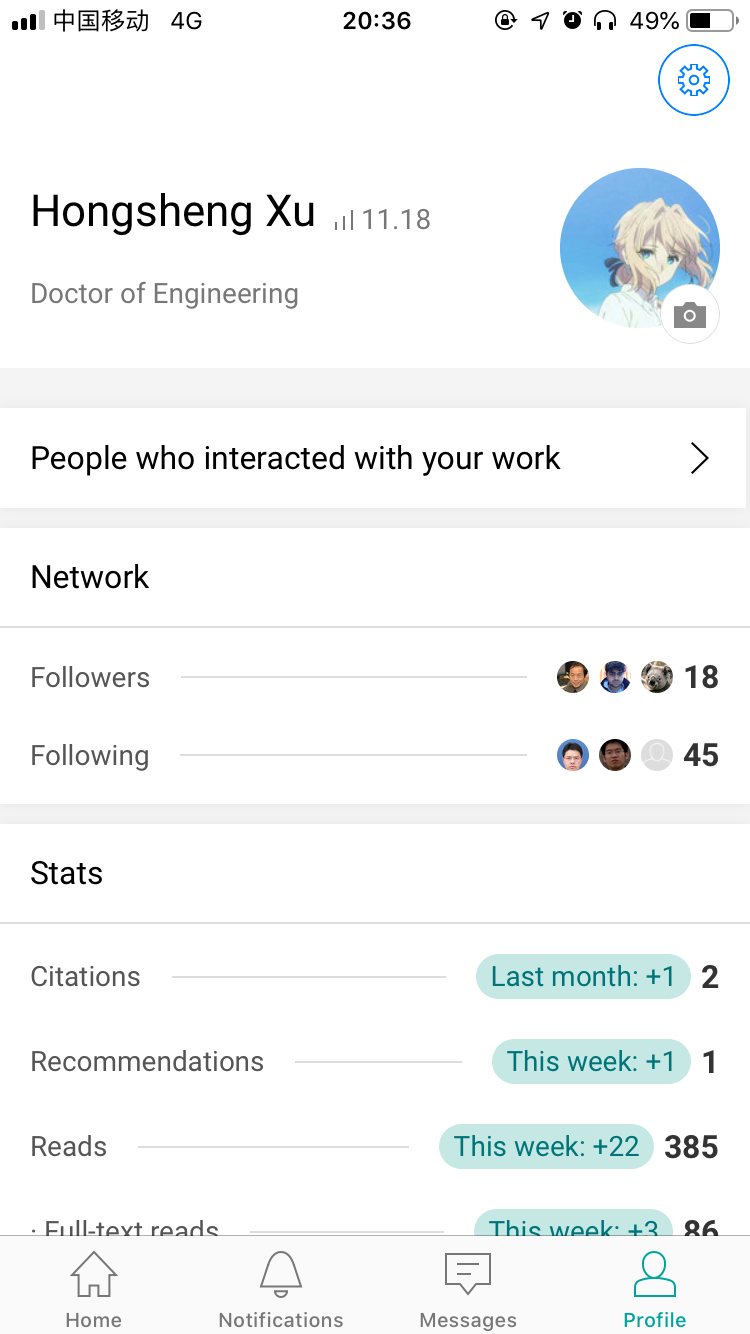 中国移动 4G 20:36 49%
Hongsheng Xu 11.18
Doctor of Engineering
People who interacted with your work
Network
Followers 18
Following 45
Stats
Citations Last month: +1 2
Recommendations This week: +1 1
Reads This week: +22 385
· Full-text reads This week: +3 86
Home Notifications Messages Profile